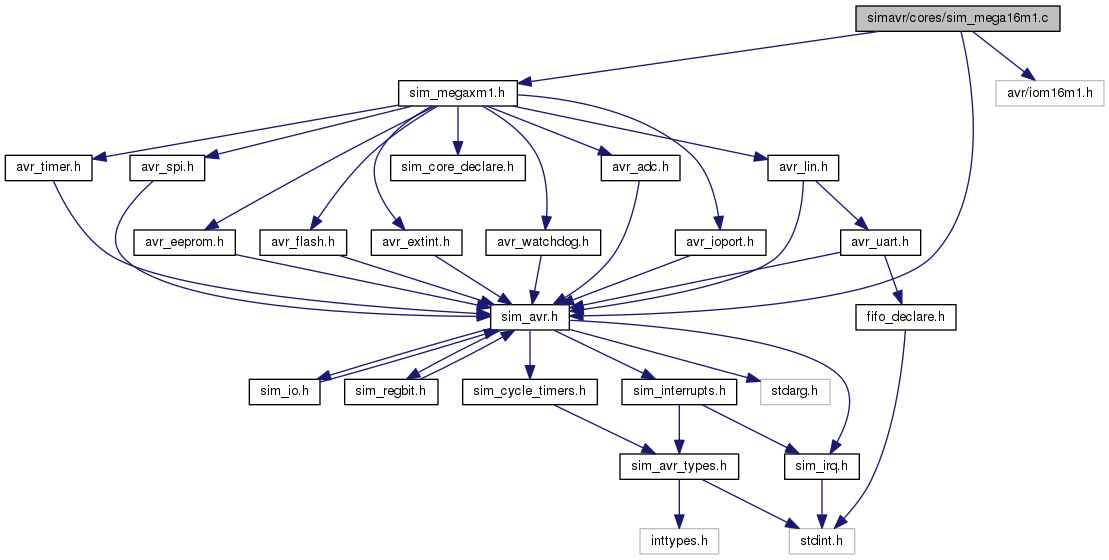 simavr/cores/sim_mega16m1.c
sim_megaxm1.h
avr/iom16m1.h
avr_timer.h
avr_spi.h
sim_core_declare.h
avr_adc.h
avr_lin.h
avr_eeprom.h
avr_flash.h
avr_extint.h
avr_watchdog.h
avr_ioport.h
avr_uart.h
sim_avr.h
fifo_declare.h
sim_io.h
sim_regbit.h
sim_cycle_timers.h
sim_interrupts.h
stdarg.h
sim_avr_types.h
sim_irq.h
inttypes.h
stdint.h